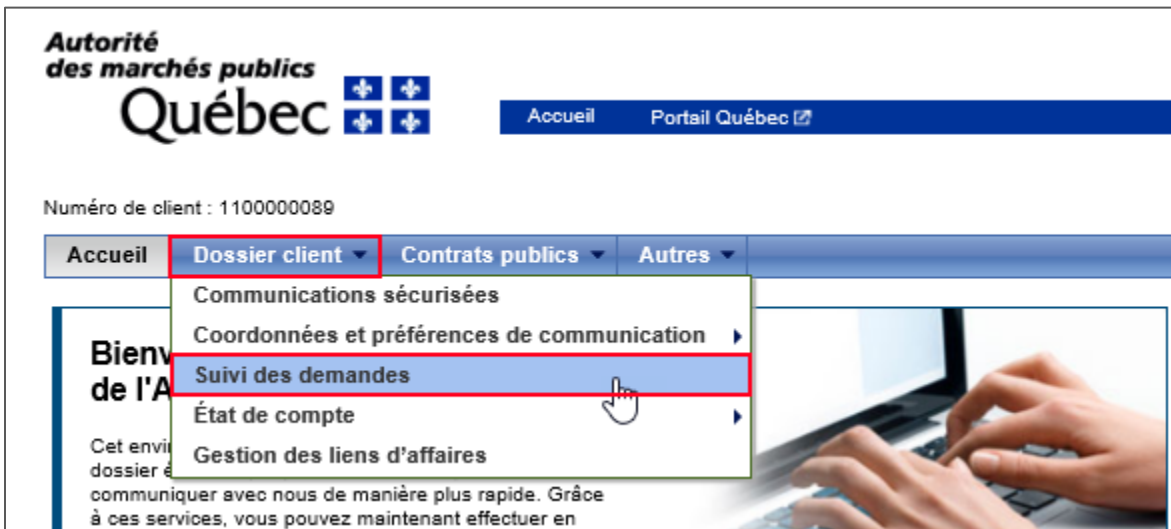 Autorité
des marchés publics
Québec
Accueil Portail Québec
Numéro de client : 1100000089
Accueil Dossier client Contrats publics Autres
Communications sécurisées
Coordonnées et préférences de communication
Suivi des demandes
État de compte
Gestion des liens d'affaires
de l'A
Cet
dossier
communiquer avec nous de manière plus rapide. Grâce
à ces services, vous pouvez maintenant effectuer en